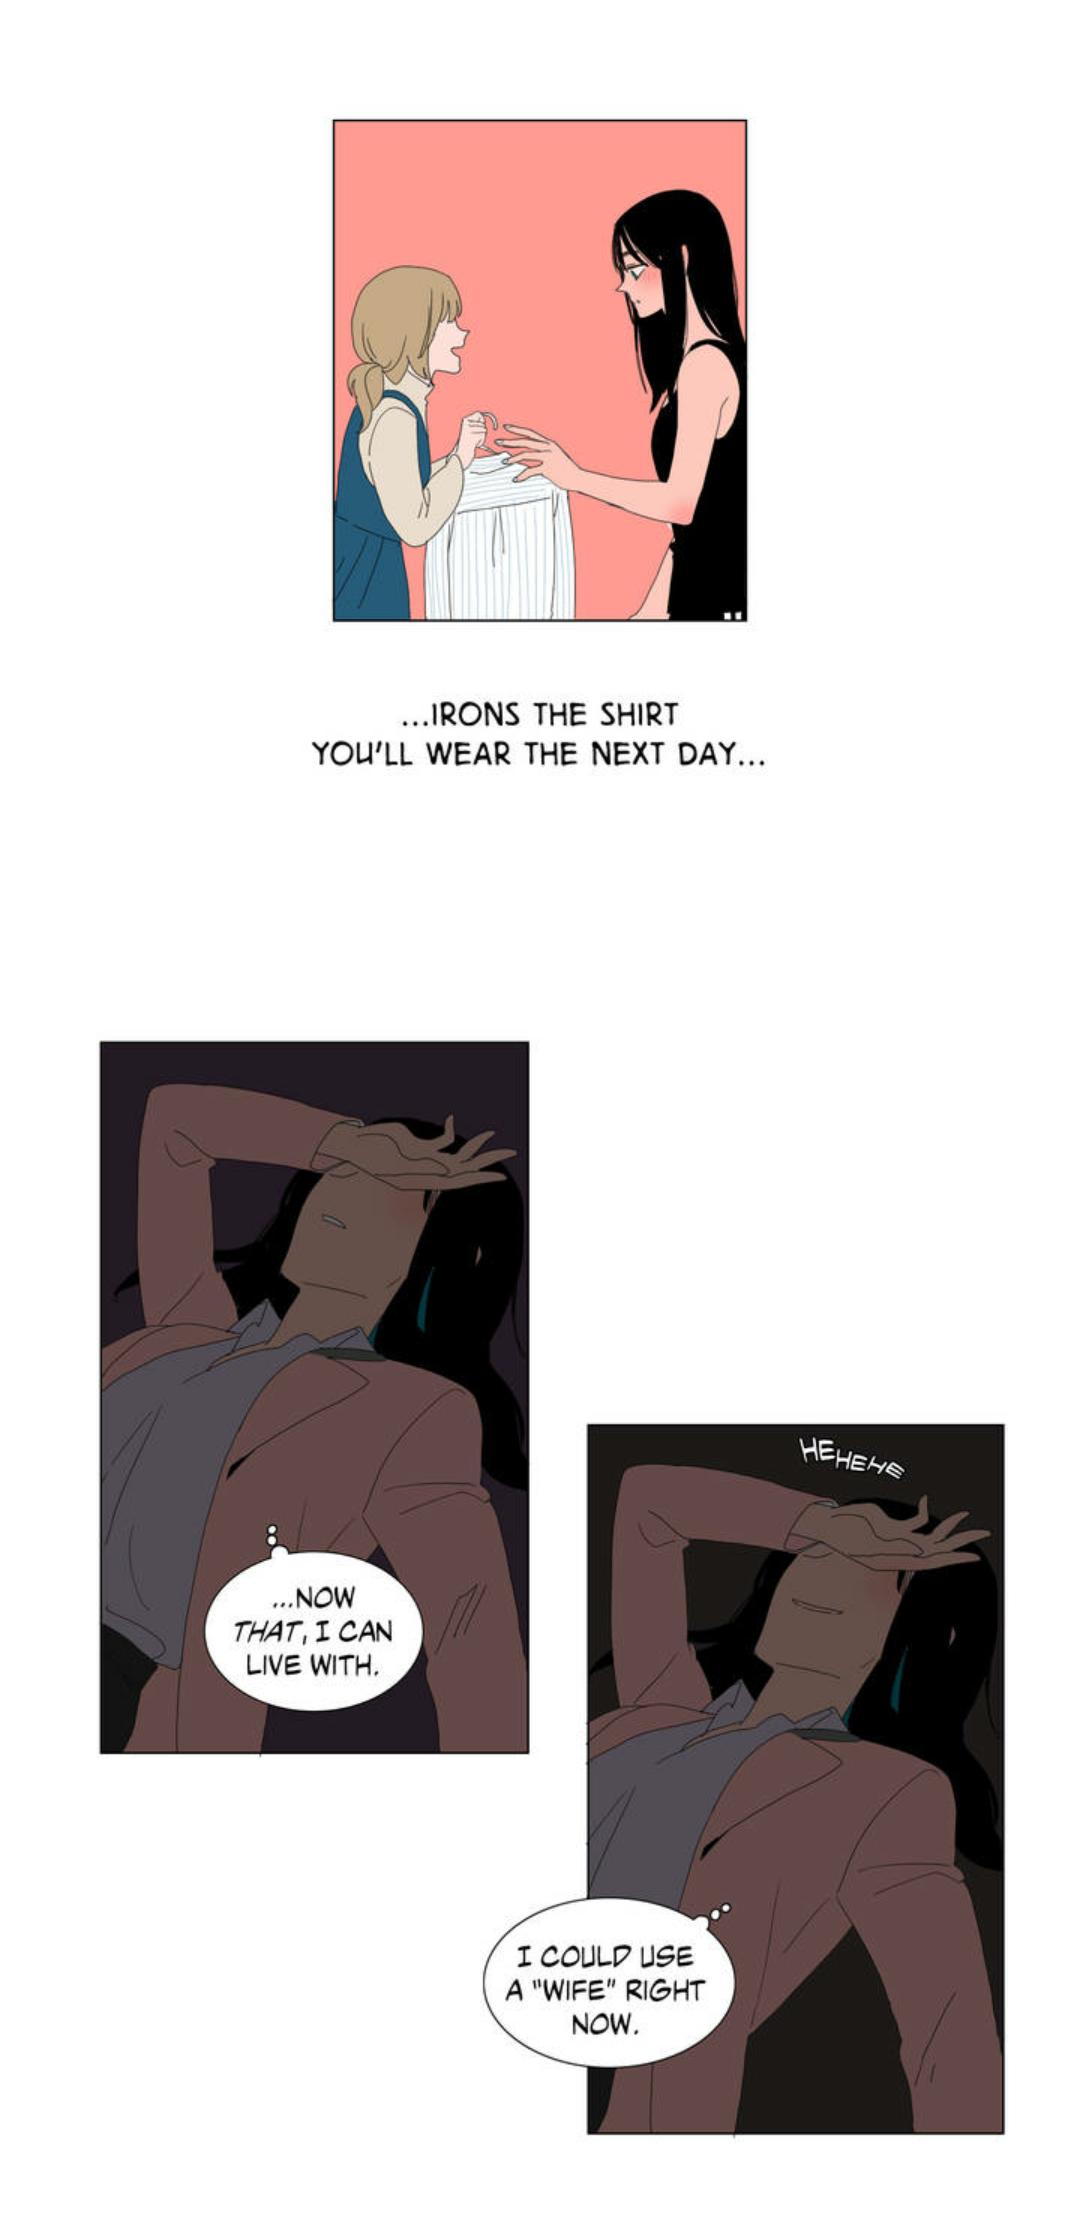 ...IRONS THE SHIRT
YOU'LL WEAR THE NEXT DAY...
...NOW
THAT, I CAN
LIVE WITH.
HEHEHE
I COULD USE
A "WIFE" RIGHT
NOW.